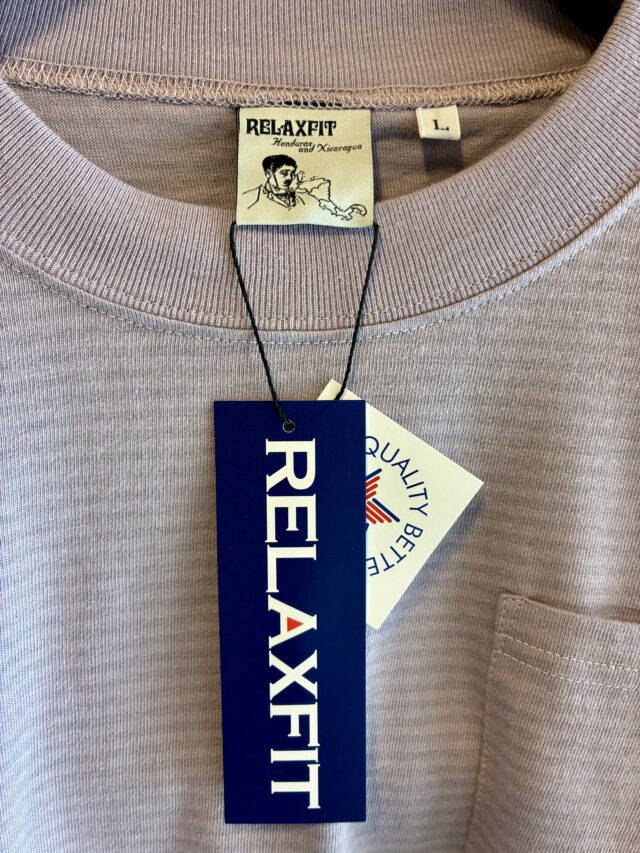 RELAXFIT
Honduras
and Nicaragua
L
RELAXFIT
QUALITY BETTE